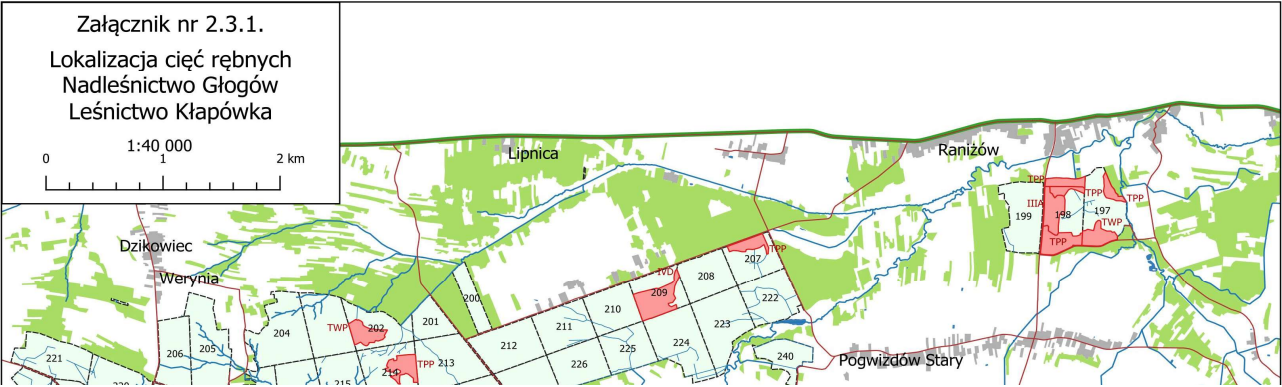 Załącznik nr 2.3.1.
Lokalizacja cięć rębnych
Nadleśnictwo Głogów
Leśnictwo Kłapówka
1:40 000
0 1 2 km
Lipnica
Raniżów
TPP
TPP
TPP
IIIA
199
198
197
TWP
TPP
Dzikowiec
Werynia
TPP
207
IVD
208
209
222
200
210
204
TWP
202
201
211
223
206
205
212
225
224
240
Pogwizdów Stary
221
226
214
TPP
213
215
220